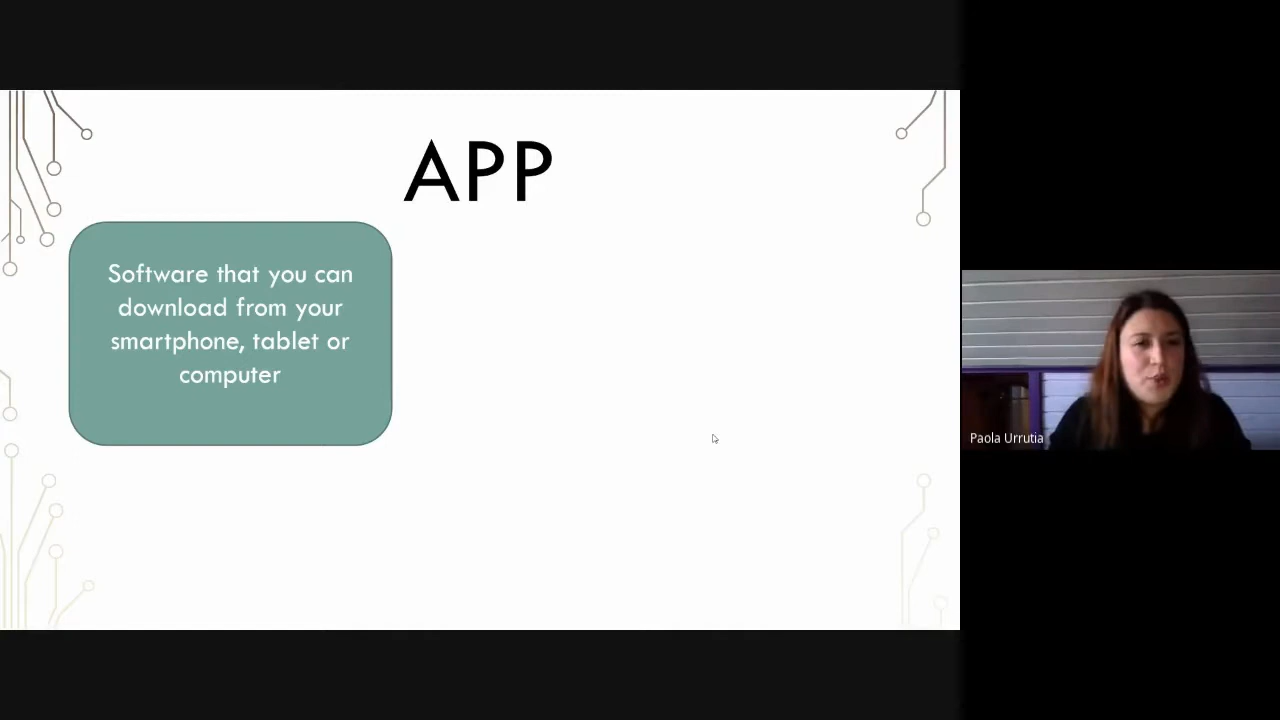 APP
Software that you can
download from your
smartphone, tablet or
computer
Paola Urrutia